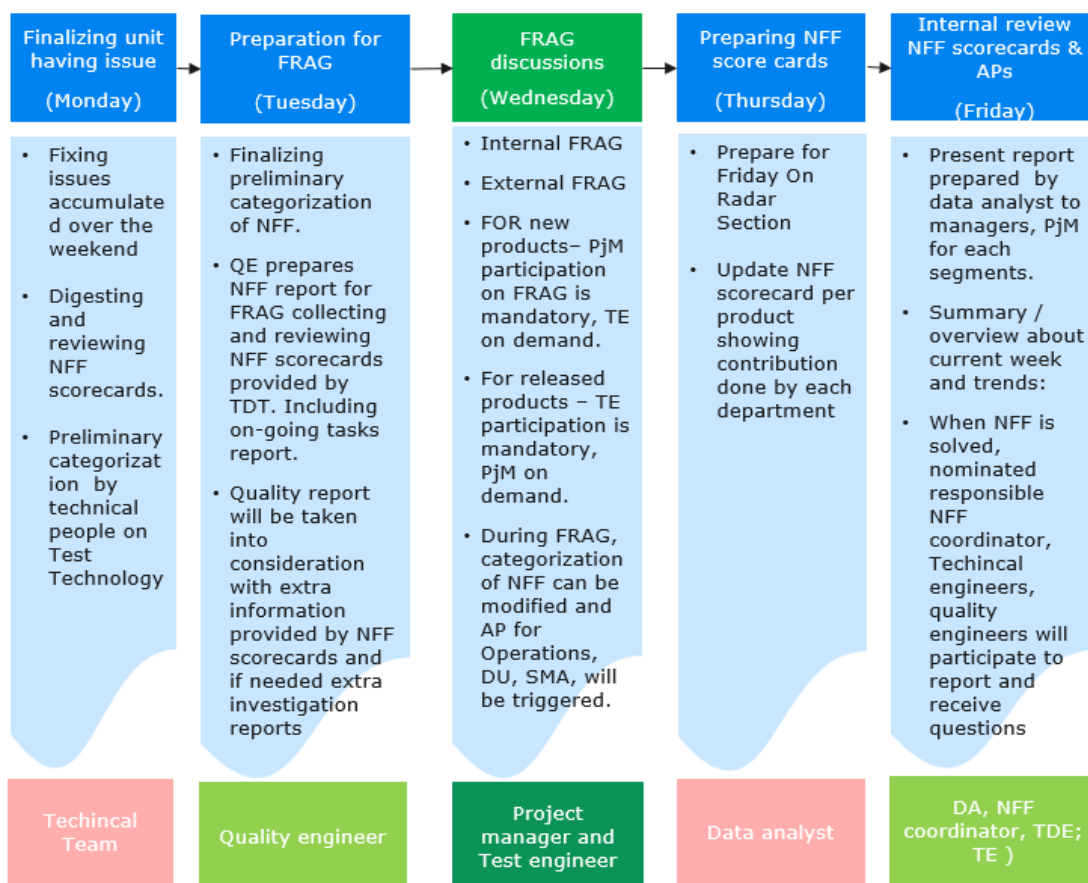 Finalizing unit
having issue
(Monday)
Preparation for
FRAG
(Tuesday)
FRAG
discussions
(Wednesday)
Preparing NFF
score cards
(Thursday)
Internal review
NFF scorecards &
APs
(Friday)
• Fixing
issues
accumulate
d over the
weekend
• Digesting
and
reviewing
NFF
scorecards.
• Preliminary
categorizat
ion by
technical
people on
Test
Technology
• Finalizing
preliminary
categorization
of NFF.
• QE prepares
NFF report for
FRAG collecting
and reviewing
NFF scorecards
provided by
TDT. Including
on-going tasks
report.
• Quality report
will be taken
into
consideration
with extra
information
provided by NFF
scorecards and
if needed extra
investigation
reports
• Internal FRAG
• External FRAG
• FOR new
products– PjM
participation
on FRAG is
mandatory, TE
on demand.
• For released
products – TE
participation is
mandatory,
PjM on
demand.
• During FRAG,
categorization
of NFF can be
modified and
AP for
Operations,
DU, SMA, will
be triggered.
• Prepare for
Friday On
Radar
Section
• Update NFF
scorecard per
product
showing
contribution
done by each
department
• Present report
prepared by
data analyst to
managers, PjM
for each
segments.
• Summary /
overview about
current week
and trends:
• When NFF is
solved,
nominated
responsible
NFF
coordinator,
Techincal
engineers,
quality
engineers will
participate to
report and
receive
questions
Techincal
Team
Quality engineer
Project
manager and
Test engineer
Data analyst
DA, NFF
coordinator, TDE;
TE )